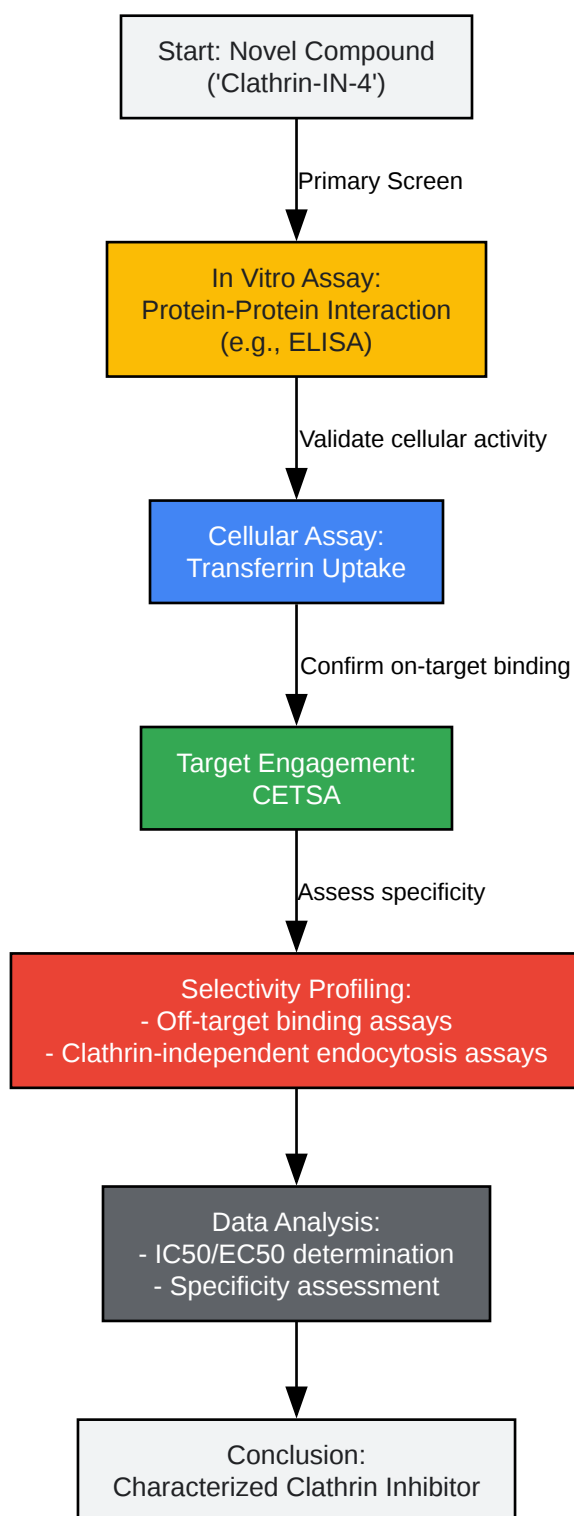 Start: Novel Compound
('Clathrin-IN-4')
Primary Screen
In Vitro Assay:
Protein-Protein Interaction
(e.g., ELISA)
Validate cellular activity
Cellular Assay:
Transferrin Uptake
Confirm on-target binding
Target Engagement:
CETSA
Assess specificity
Selectivity Profiling:
- Off-target binding assays
- Clathrin-independent endocytosis assays
Data Analysis:
- IC50/EC50 determination
- Specificity assessment
Conclusion:
Characterized Clathrin Inhibitor